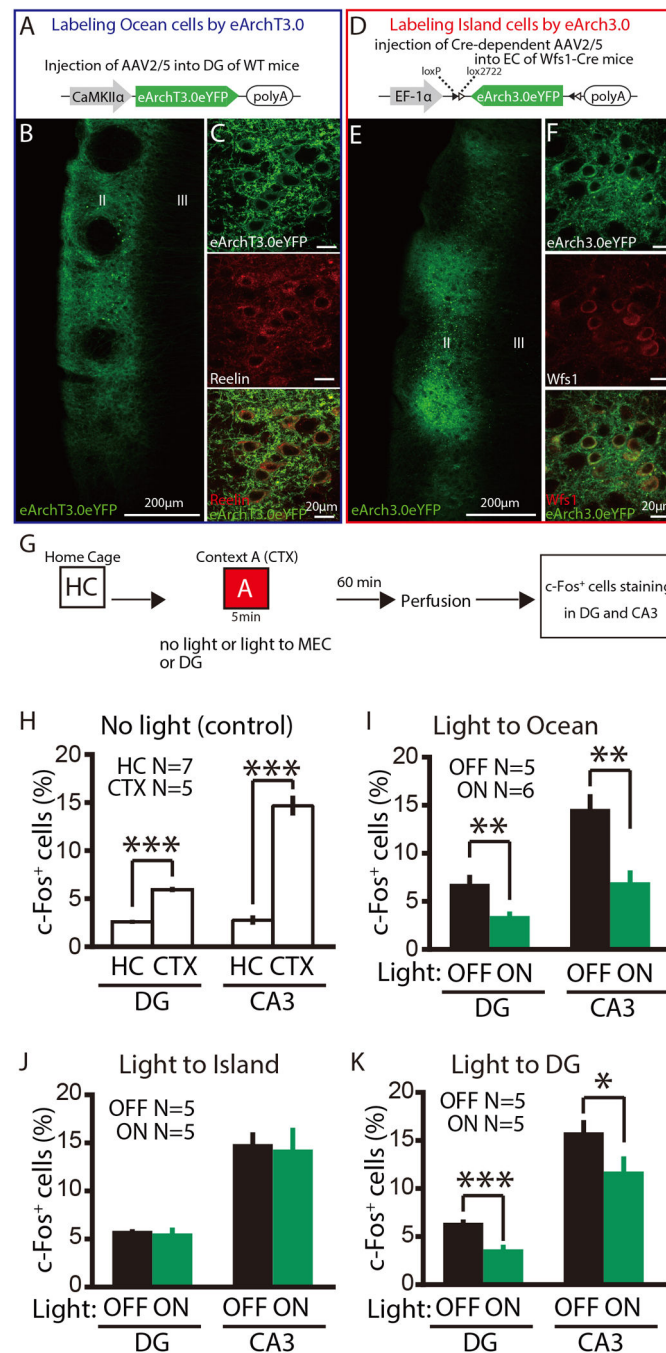 A
Labeling Ocean cells by eArchT3.0
Injection of AAV2/5 into DG of WT mice
CaMKIIα
eArchT3.0eYFP
polyA
B
II
III
eArchT3.0eYFP
200μm
C
eArchT3.0eYFP
Reelin
Reelin
eArchT3.0eYFP
20μm
D
Labeling Island cells by eArch3.0
injection of Cre-dependent AAV2/5
into EC of Wfs1-Cre mice
loxP
lox2722
EF-1α
eArch3.0eYFP
polyA
E
II
III
200μm
F
eArch3.0eYFP
Wfs1
Wfs1
eArch3.0eYFP
20μm
G
Home Cage
HC
Context A (CTX)
A
5min
no light or light to MEC
or DG
60 min
Perfusion
c-Fos⁺ cells staining
in DG and CA3
H
No light (control)
c-Fos⁺ cells (%)
20
15
10
5
0
HC N=7
CTX N=5
***
***
HC CTX
HC CTX
DG
CA3
I
Light to Ocean
c-Fos⁺ cells (%)
20
15
10
5
0
OFF N=5
ON N=6
**
**
Light: OFF ON
OFF ON
DG
CA3
J
Light to Island
c-Fos⁺ cells (%)
20
15
10
5
0
OFF N=5
ON N=5
Light: OFF ON
OFF ON
DG
CA3
K
Light to DG
c-Fos⁺ cells (%)
20
15
10
5
0
OFF N=5
ON N=5
***
*
Light: OFF ON
OFF ON
DG
CA3